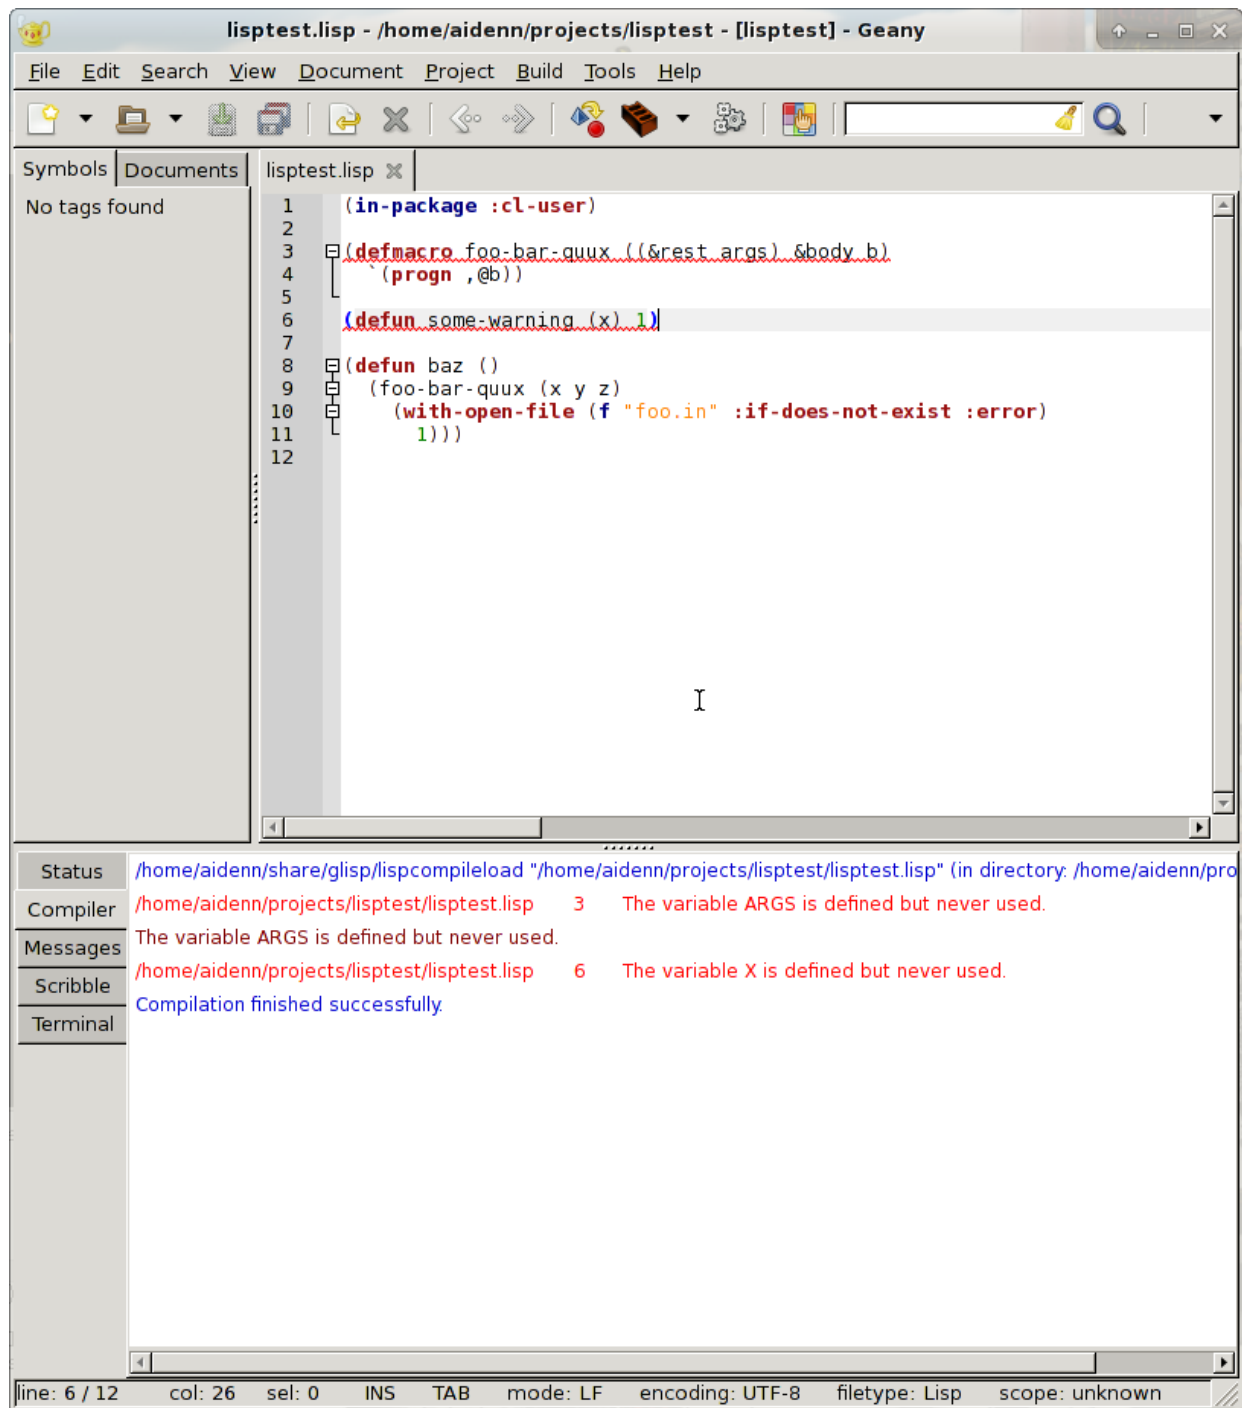 lisptest.lisp - /home/aidenn/projects/lisptest - [lisptest] - Geany
File Edit Search View Document Project Build Tools Help
Symbols Documents lisptest.lisp
No tags found
1 (in-package :cl-user)
2
3 (defmacro foo-bar-quux ((&rest args) &body b)
4 `(progn ,@b))
5
6 (defun some-warning (x) 1)
7
8 (defun baz ()
9 (foo-bar-quux (x y z)
10 (with-open-file (f "foo.in" :if-does-not-exist :error)
11 1)))
12
Status
Compiler
Messages
Scribble
Terminal
/home/aidenn/share/glisp/lispcompileload "/home/aidenn/projects/lisptest/lisptest.lisp" (in directory: /home/aidenn/pro
/home/aidenn/projects/lisptest/lisptest.lisp 3 The variable ARGS is defined but never used.
The variable ARGS is defined but never used.
/home/aidenn/projects/lisptest/lisptest.lisp 6 The variable X is defined but never used.
Compilation finished successfully.
line: 6 / 12 col: 26 sel: 0 INS TAB mode: LF encoding: UTF-8 filetype: Lisp scope: unknown